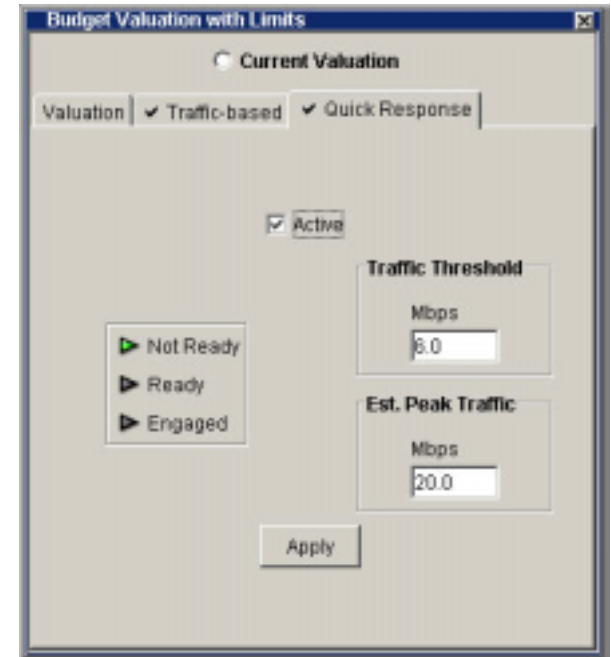 Budget Valuation with Limits
Current Valuation
Valuation Traffic-based Quick Response
Active
Traffic Threshold
Mbps
6.0
Not Ready
Ready
Engaged
Est. Peak Traffic
Mbps
20.0
Apply